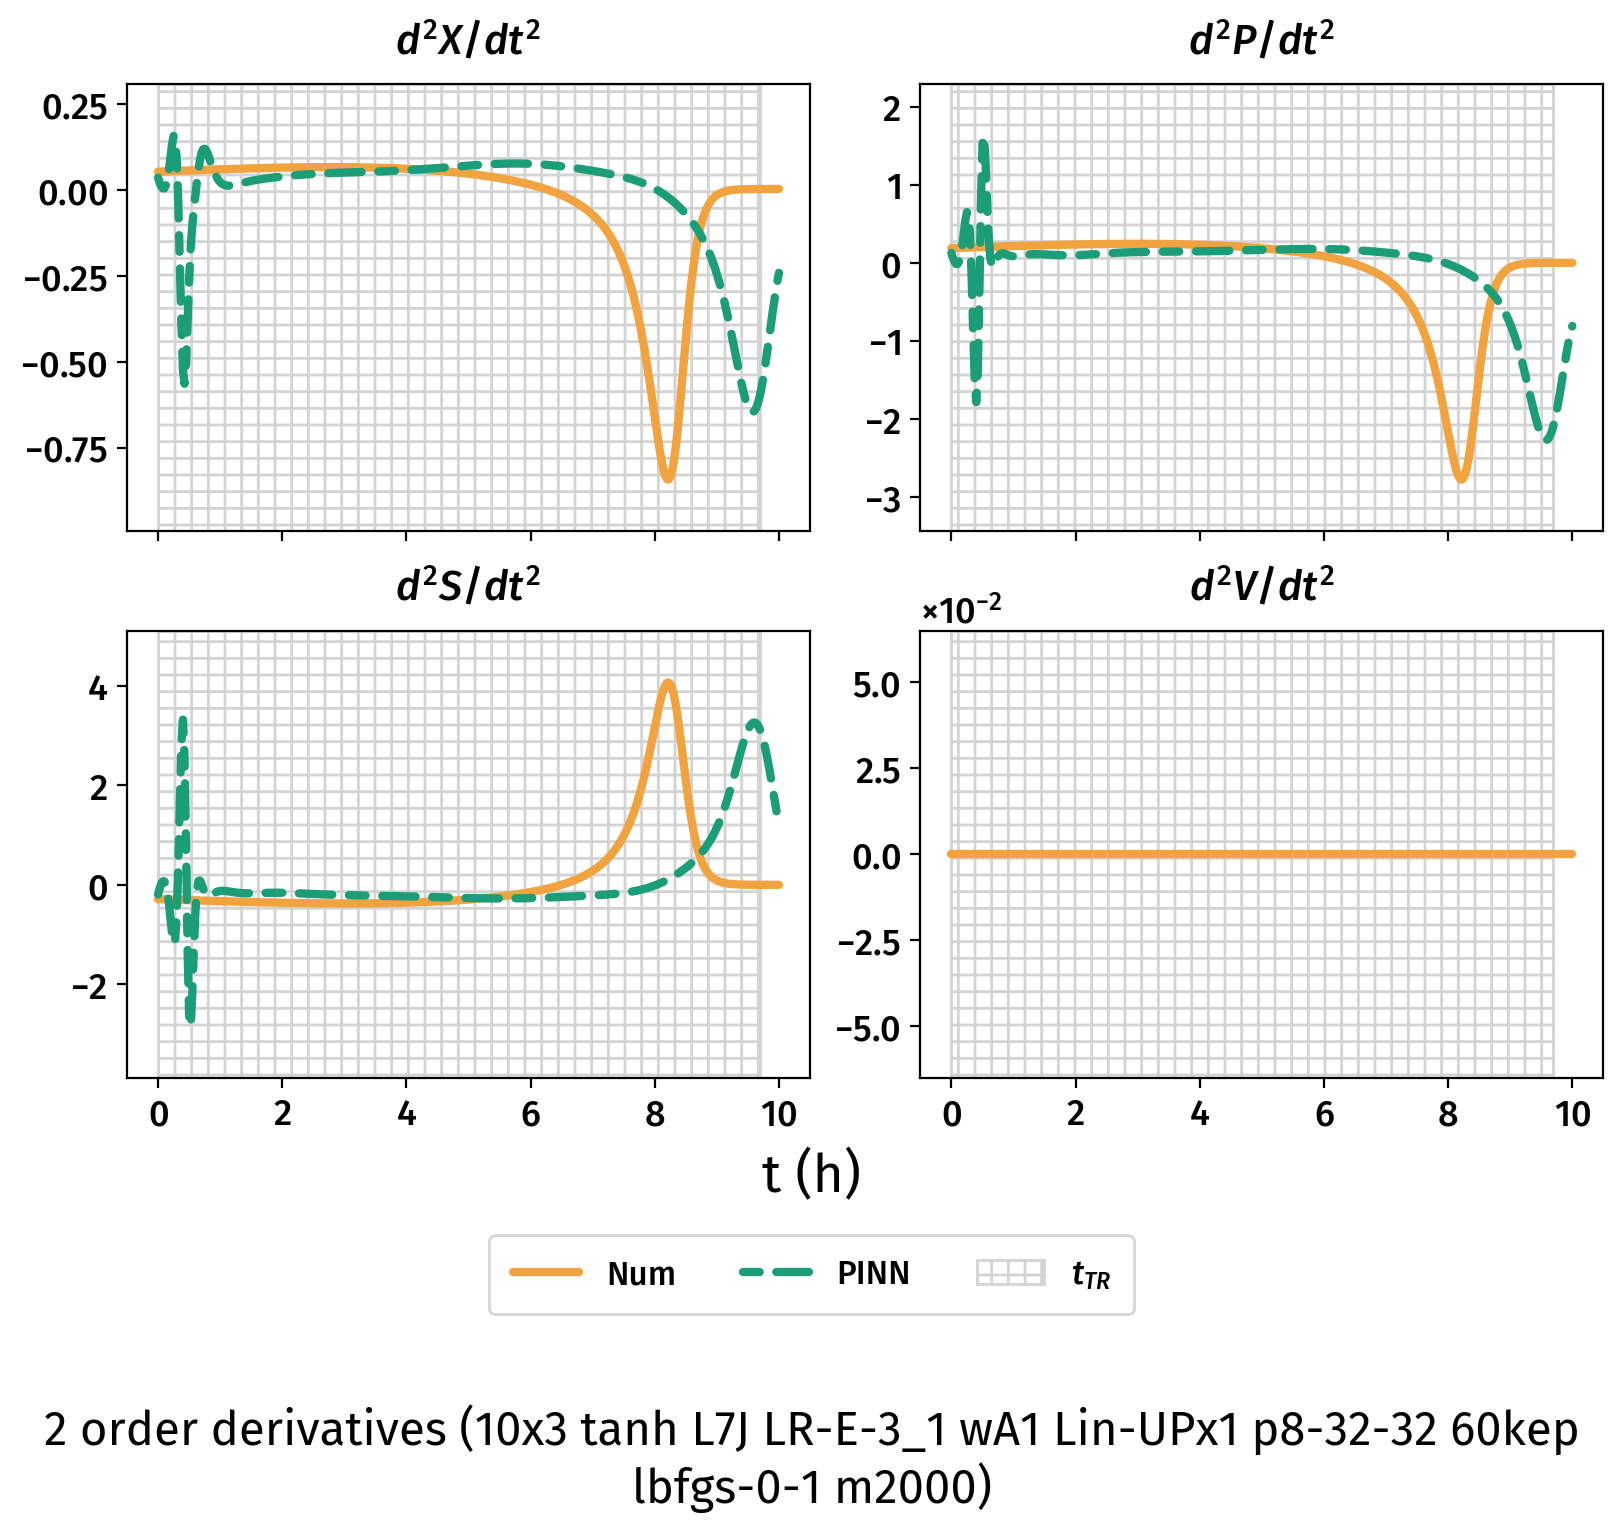 d²X/dt²
d²P/dt²
0.25
0.00
−0.25
−0.50
−0.75
2
1
0
−1
−2
−3
d²S/dt²
d²V/dt²
×10⁻²
4
2
0
−2
5.0
2.5
0.0
−2.5
−5.0
0 2 4 6 8 10
0 2 4 6 8 10
t (h)
Num PINN t_TR
2 order derivatives (10x3 tanh L7J LR-E-3_1 wA1 Lin-UPx1 p8-32-32 60kep
lbfgs-0-1 m2000)